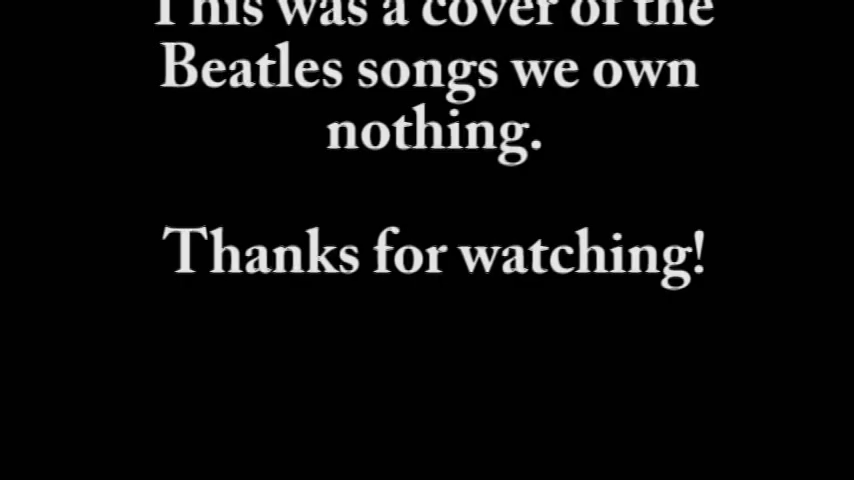 This was a cover of the
Beatles songs we own
nothing.
Thanks for watching!